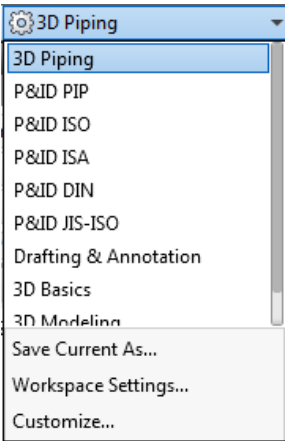 3D Piping
3D Piping
P&ID PIP
P&ID ISO
P&ID ISA
P&ID DIN
P&ID JIS-ISO
Drafting & Annotation
3D Basics
3D Modeling
Save Current As...
Workspace Settings...
Customize...